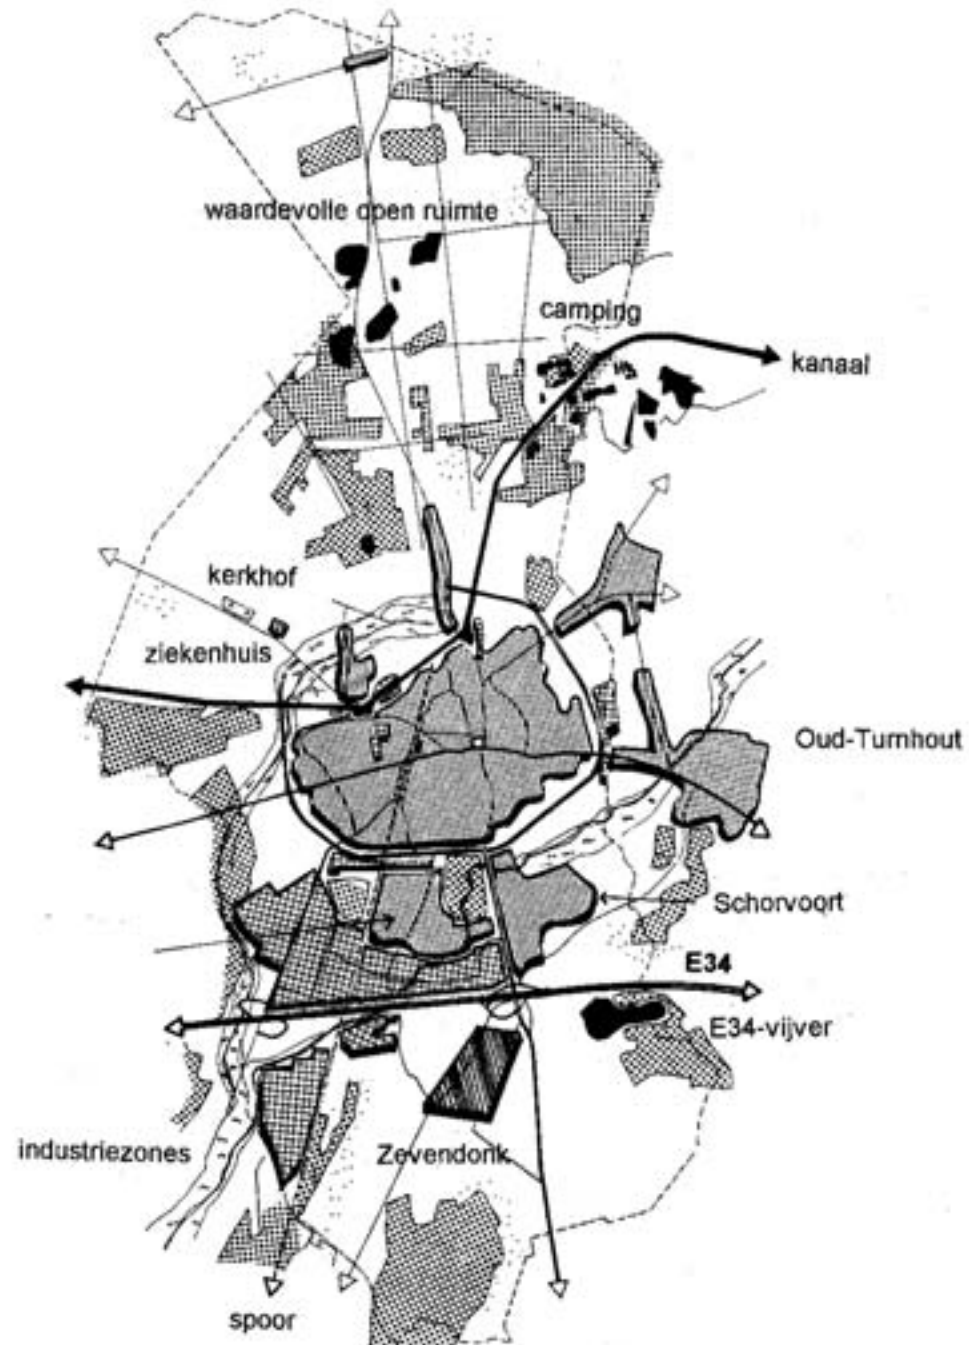 waardevolle open ruimte
camping
kanaal
kerkhof
ziekenhuis
Oud-Turnhout
Schorvoort
E34
E34-vijver
industriezones
Zevendonk
spoor